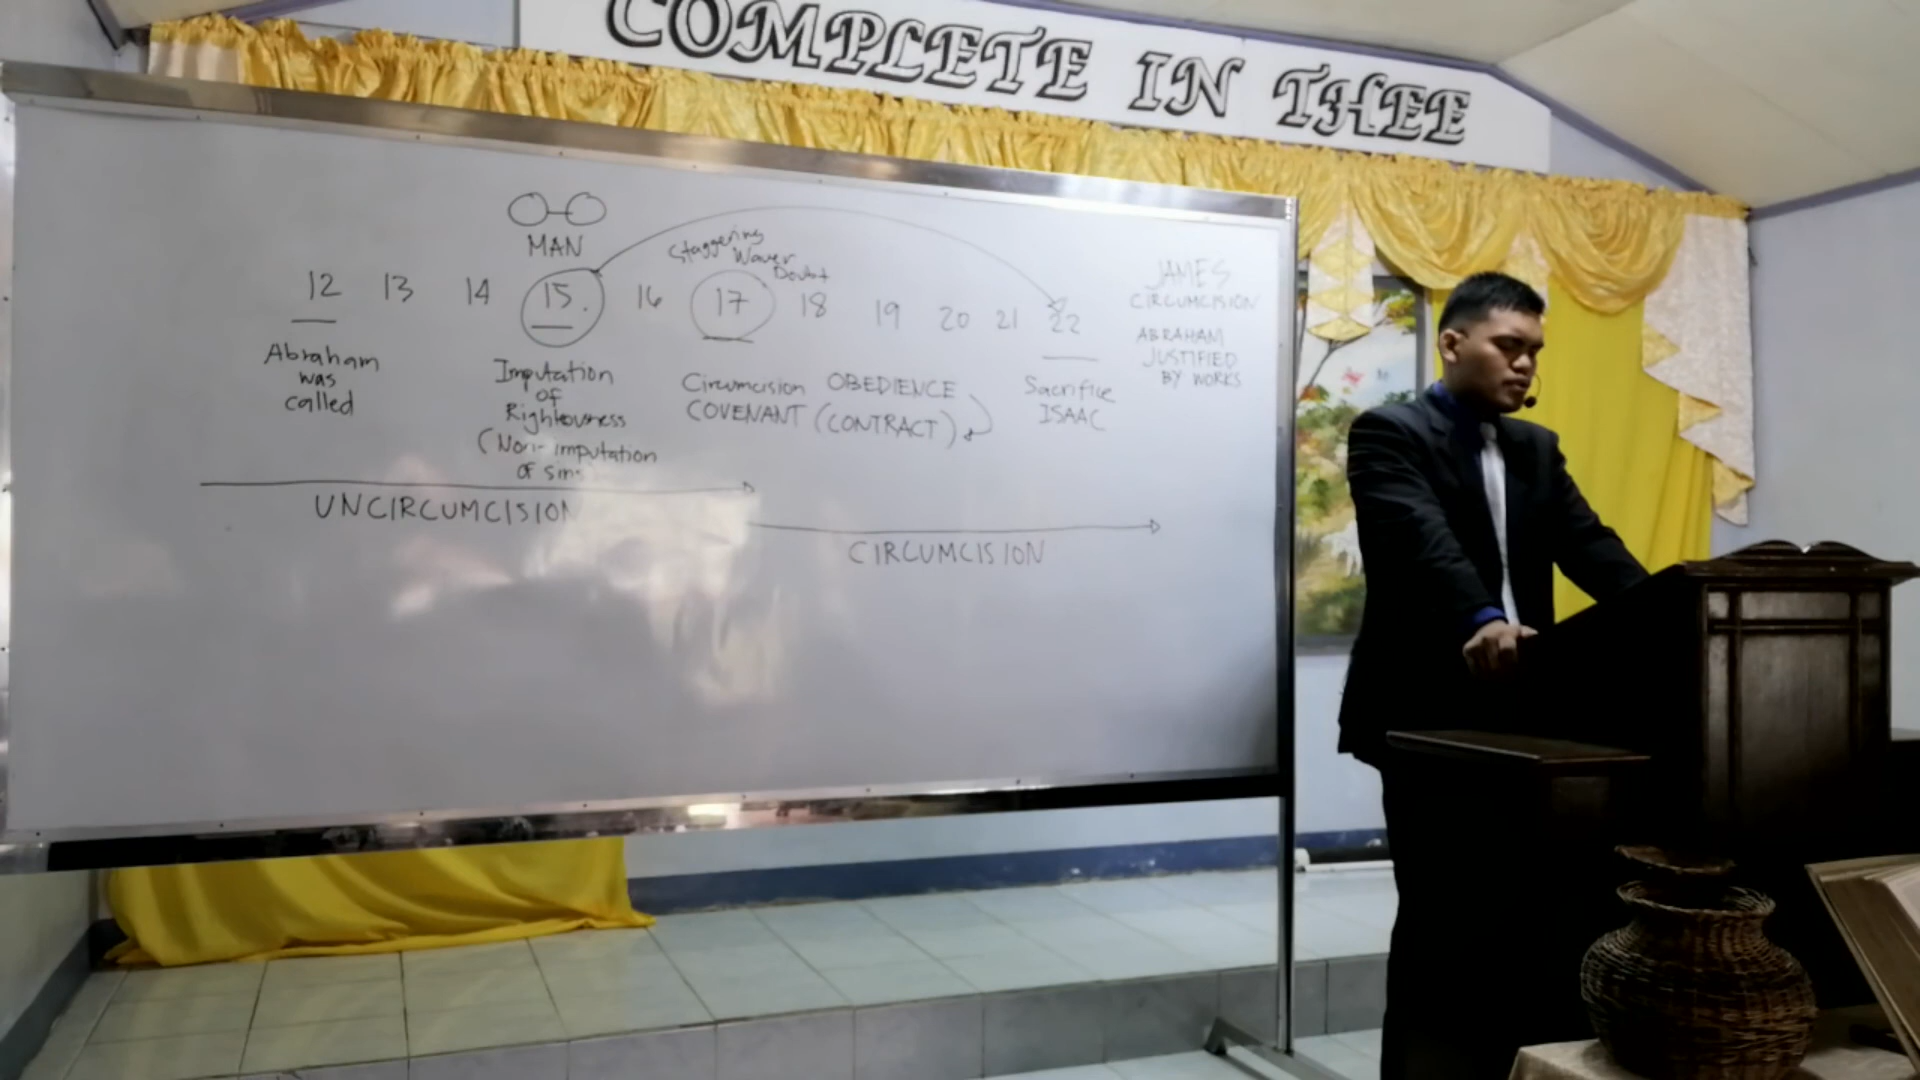 COMPLETE IN THEE
MAN
Staggering
Waver
Doubt
12 13 14 15. 16 17 18 19 20 21 22
Abraham
was
called
Imputation
of
Righteousness
(Non-imputation
of sins
Circumcision OBEDIENCE
COVENANT (CONTRACT)
Sacrifice
ISAAC
JAMES
CIRCUMCISION
ABRAHAM
JUSTIFIED
BY WORKS
UNCIRCUMCISION
CIRCUMCISION